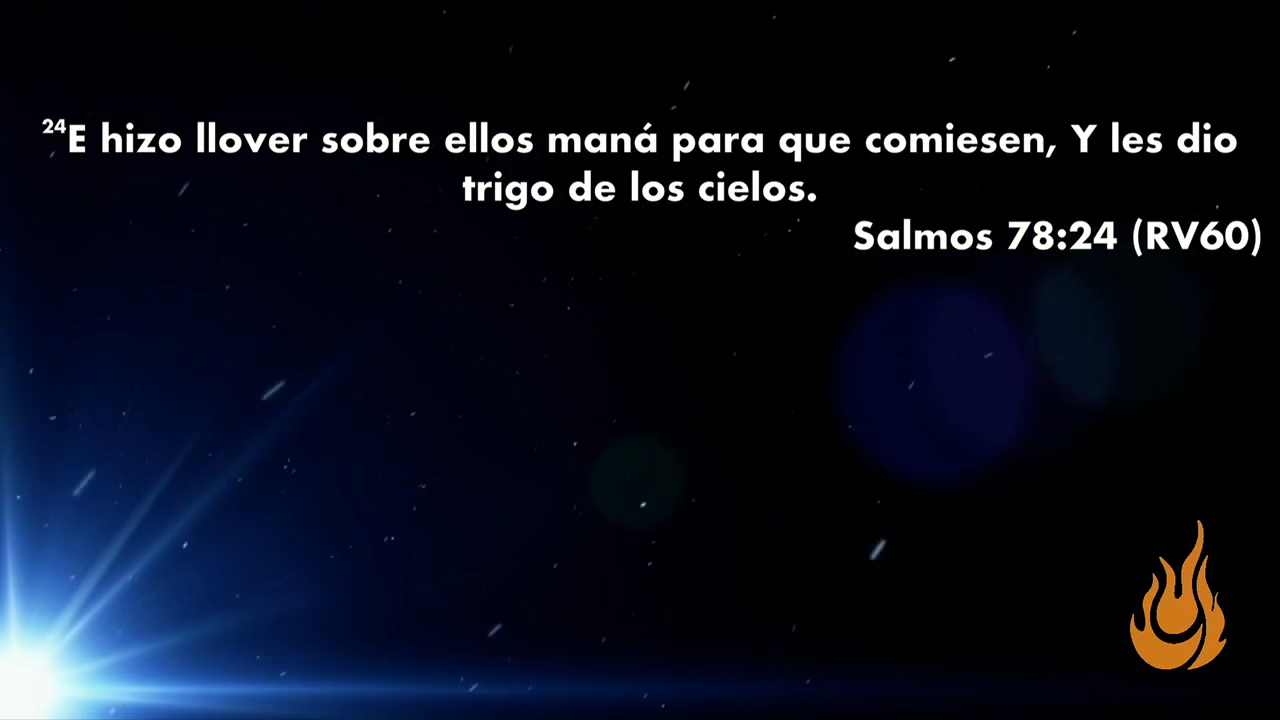 ²⁴E hizo llover sobre ellos maná para que comiesen, Y les dio
trigo de los cielos.
Salmos 78:24 (RV60)